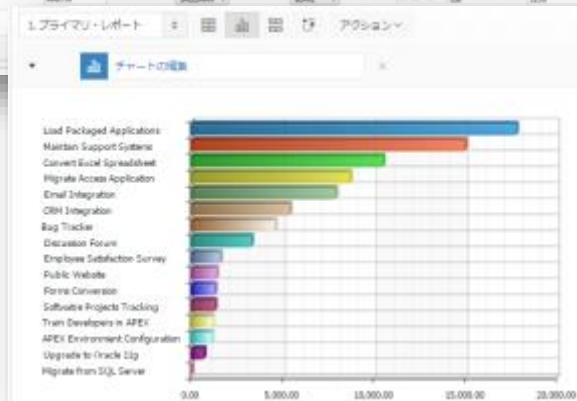 1.プライマリ・レポート
アクション
チャートの編集
Load Packaged Applications
Maintain Support Systems
Convert Excel Spreadsheet
Migrate Access Application
Email Integration
CRM Integration
Bug Tracker
Discussion Forum
Employee Satisfaction Survey
Public Website
Forms Conversion
Software Projects Tracking
Train Developers in APEX
APEX Environment Configuration
Upgrade to Oracle 11g
Migrate from SQL Server
0.00 5,000.00 10,000.00 15,000.00 20,000.00